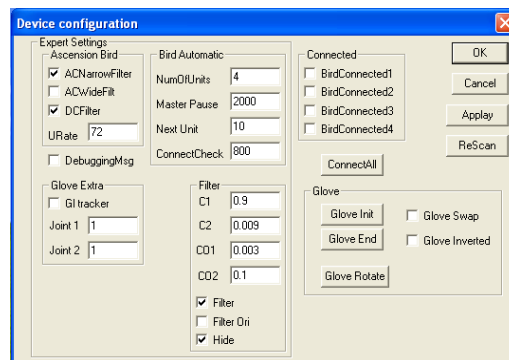 Device configuration
Expert Settings
Ascension Bird
ACNarrowFilter
ACWideFilt
DCFilter
URate 72
DebuggingMsg
Bird Automatic
NumOfUnits 4
Master Pause 2000
Next Unit 10
ConnectCheck 800
Connected
BirdConnected1
BirdConnected2
BirdConnected3
BirdConnected4
ConnectAll
OK
Cancel
Applay
ReScan
Glove Extra
GI tracker
Joint 1 1
Joint 2 1
Filter
C1 0.9
C2 0.009
CO1 0.003
CO2 0.1
Filter
Filter Ori
Hide
Glove
Glove Init
Glove End
Glove Swap
Glove Inverted
Glove Rotate